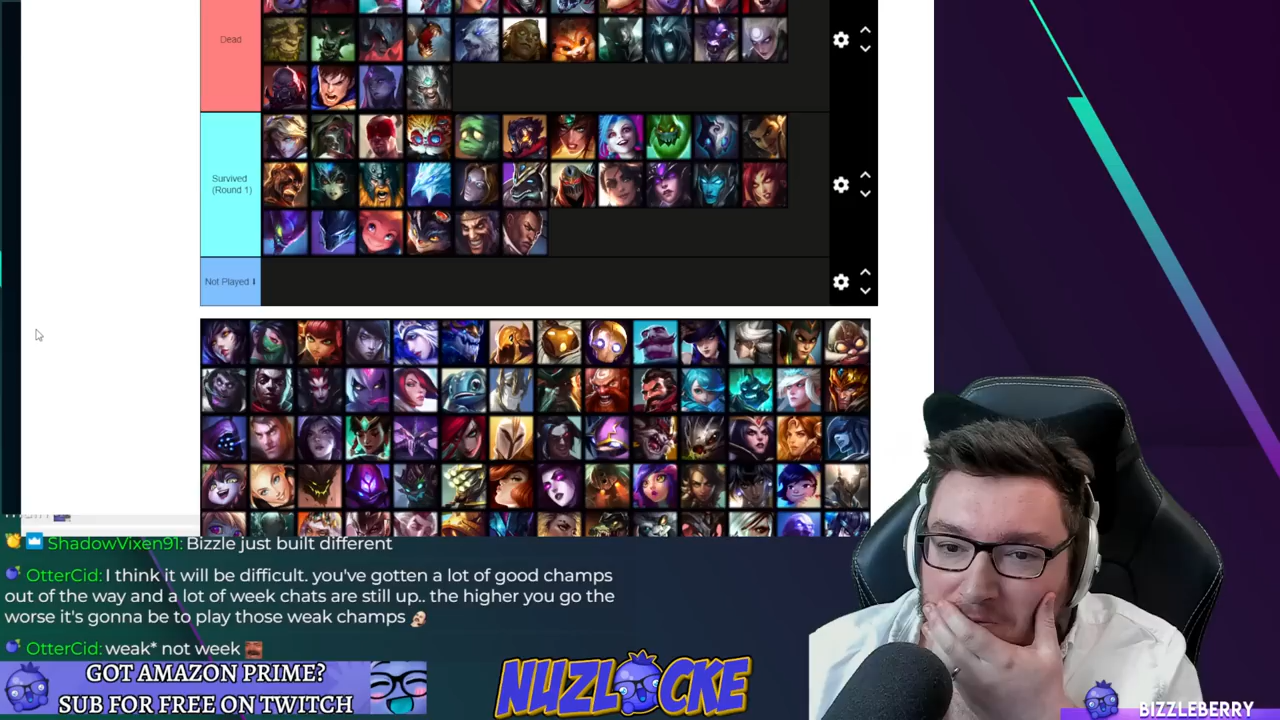 Dead
Survived
(Round 1)
Not Played ⬇
ShadowVixen91: Bizzle just built different
OtterCid: I think it will be difficult. you've gotten a lot of good champs
out of the way and a lot of week chats are still up.. the higher you go the
worse it's gonna be to play those weak champs
OtterCid: weak* not week
GOT AMAZON PRIME?
SUB FOR FREE ON TWITCH
NUZLOCKE
BIZZLEBERRY